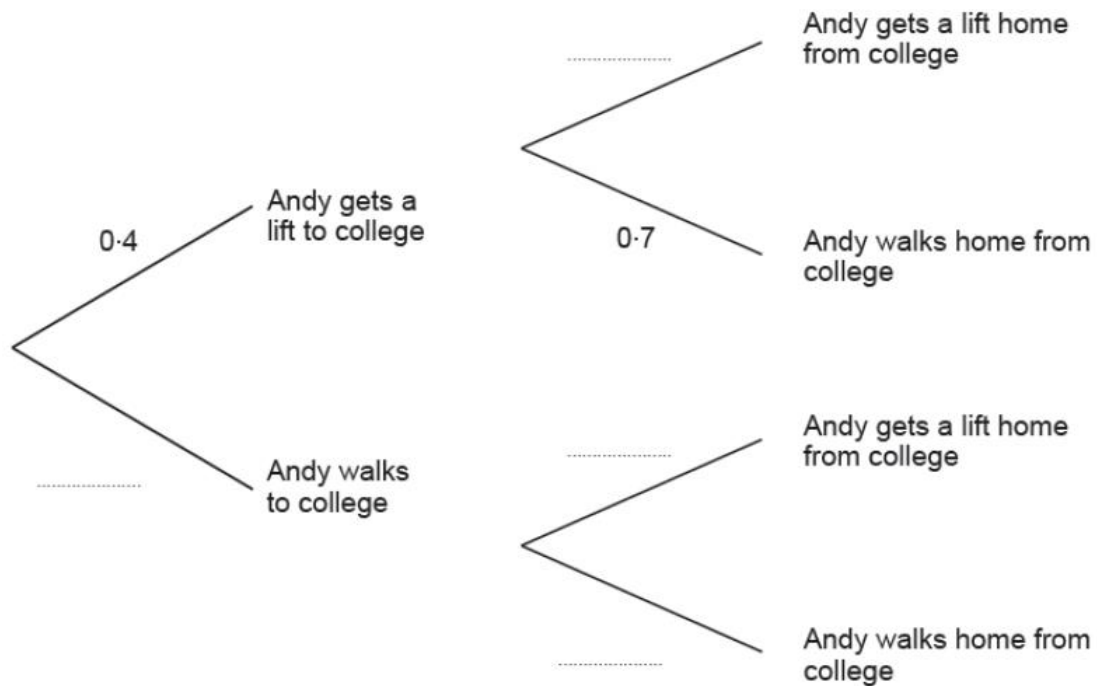 Andy gets a lift home
from college
Andy gets a
lift to college
0·4
0·7
Andy walks home from
college
Andy gets a lift home
from college
Andy walks
to college
Andy walks home from
college